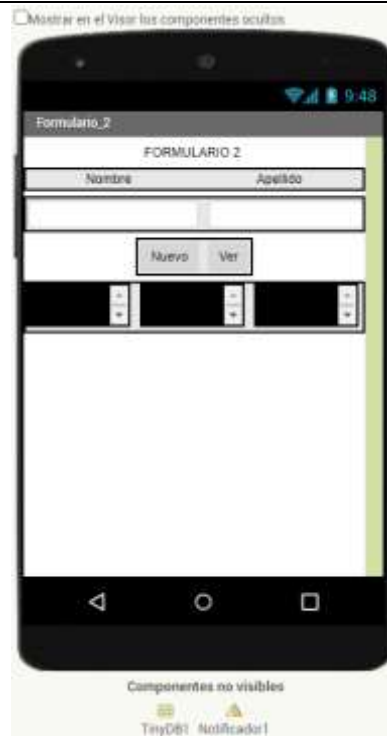 Mostrar en el Visor los componentes ocultos
9:48
Formulario_2
FORMULARIO 2
Nombre Apellido
Nuevo Ver
Componentes no visibles
TinyDB1 Notificador1